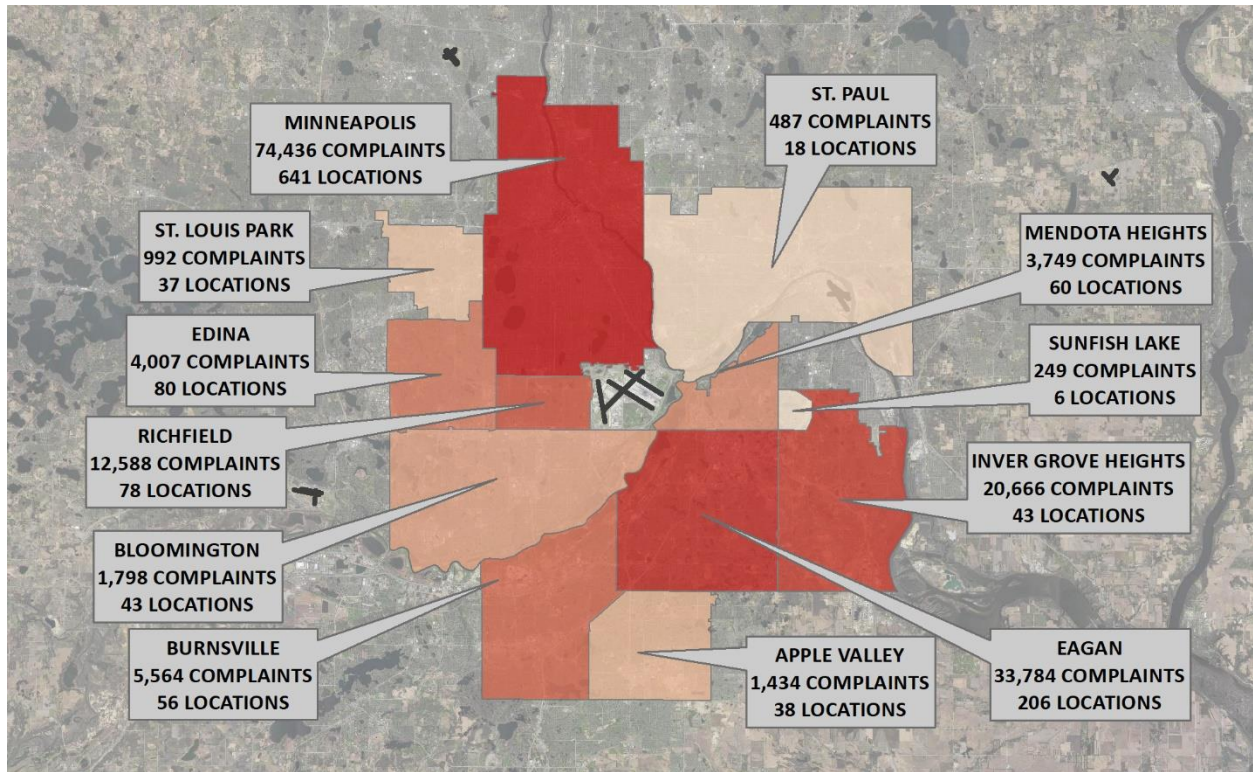 MINNEAPOLIS
74,436 COMPLAINTS
641 LOCATIONS
ST. PAUL
487 COMPLAINTS
18 LOCATIONS
ST. LOUIS PARK
992 COMPLAINTS
37 LOCATIONS
MENDOTA HEIGHTS
3,749 COMPLAINTS
60 LOCATIONS
EDINA
4,007 COMPLAINTS
80 LOCATIONS
SUNFISH LAKE
249 COMPLAINTS
6 LOCATIONS
RICHFIELD
12,588 COMPLAINTS
78 LOCATIONS
INVER GROVE HEIGHTS
20,666 COMPLAINTS
43 LOCATIONS
BLOOMINGTON
1,798 COMPLAINTS
43 LOCATIONS
BURNSVILLE
5,564 COMPLAINTS
56 LOCATIONS
APPLE VALLEY
1,434 COMPLAINTS
38 LOCATIONS
EAGAN
33,784 COMPLAINTS
206 LOCATIONS